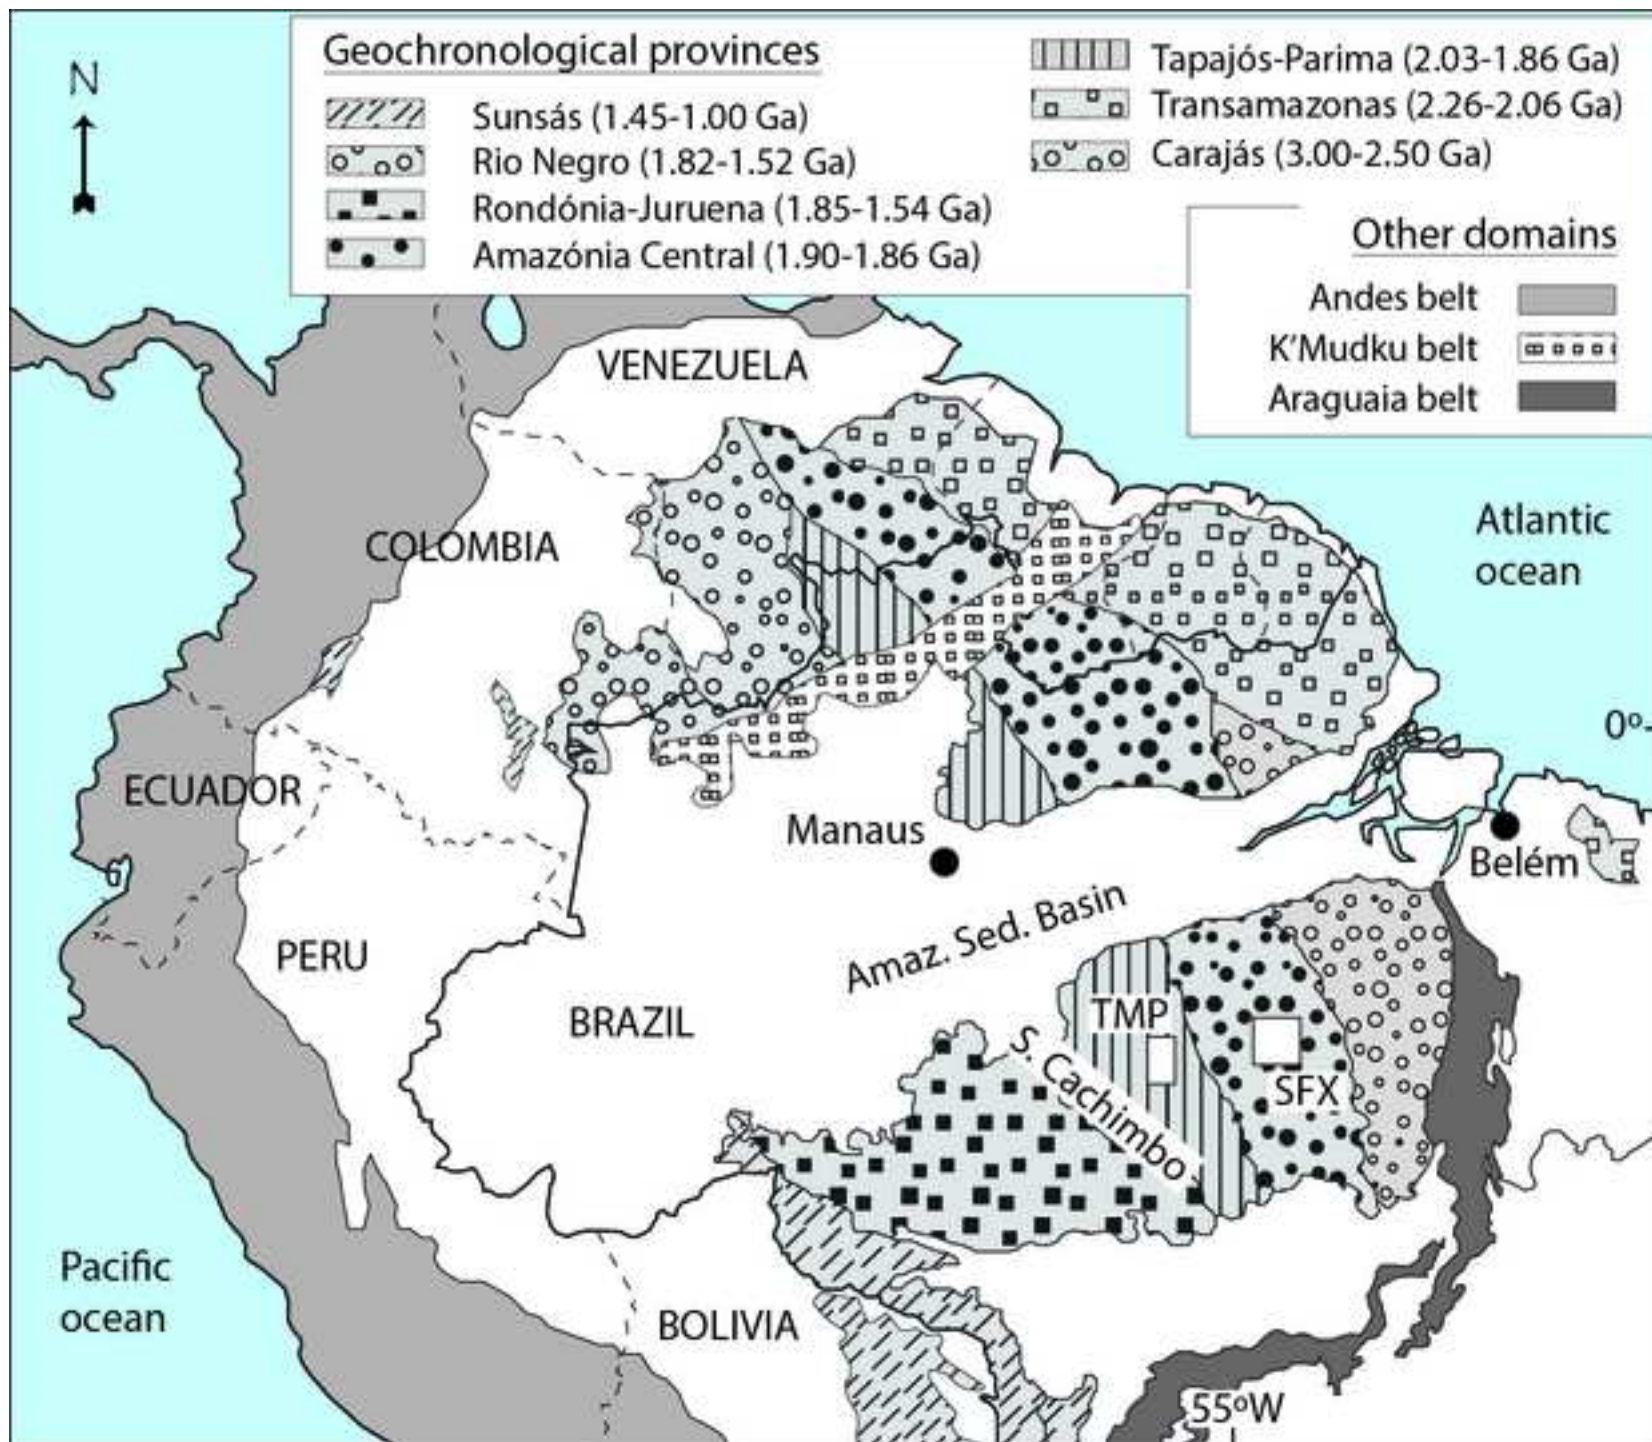 N
Geochronological provinces
Sunsás (1.45-1.00 Ga)
Rio Negro (1.82-1.52 Ga)
Rondónia-Juruena (1.85-1.54 Ga)
Amazónia Central (1.90-1.86 Ga)
Tapajós-Parima (2.03-1.86 Ga)
Transamazonas (2.26-2.06 Ga)
Carajás (3.00-2.50 Ga)
Other domains
Andes belt
K'Mudku belt
Araguaia belt
VENEZUELA
COLOMBIA
Atlantic
ocean
0º
ECUADOR
Manaus
Belém
Amaz. Sed. Basin
PERU
BRAZIL
TMP
S. Cachimbo
SFX
Pacific
ocean
BOLIVIA
55ºW